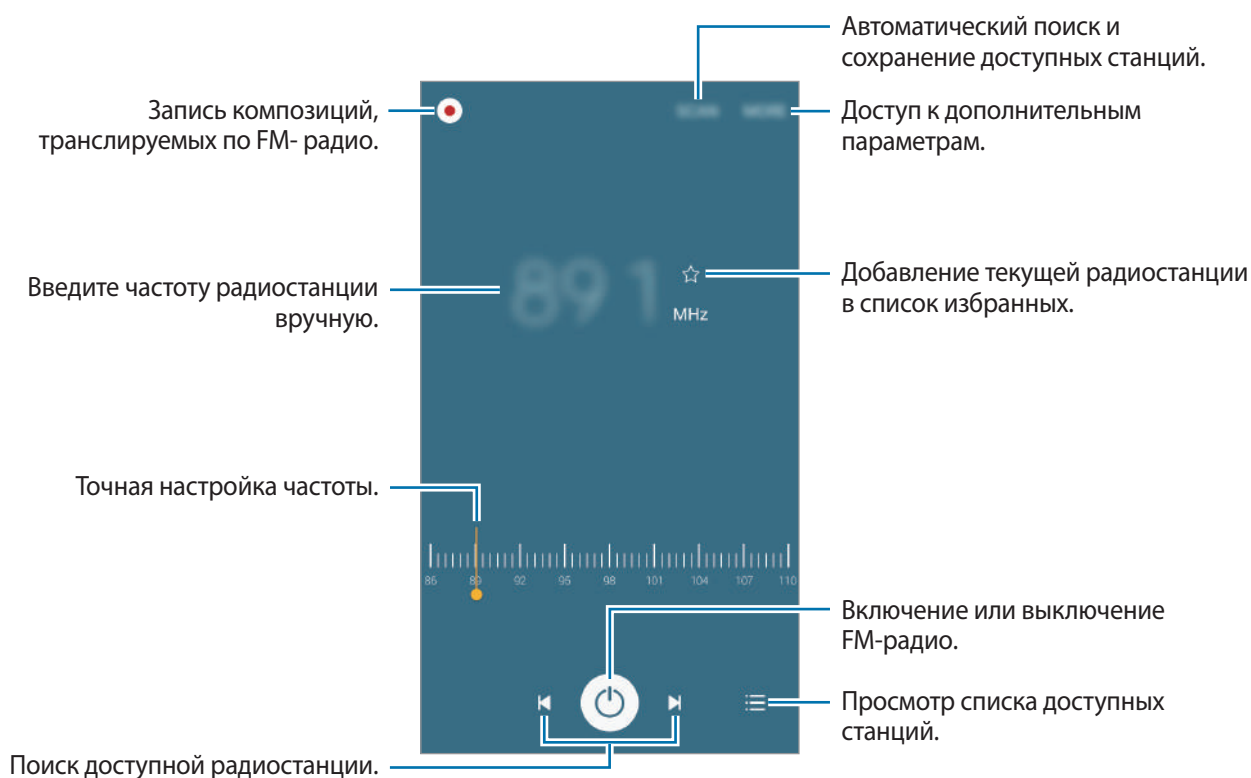 Автоматический поиск и
сохранение доступных станций.
Запись композиций,
транслируемых по FM- радио.
Доступ к дополнительным
параметрам.
Введите частоту радиостанции
вручную.
MHz
Добавление текущей радиостанции
в список избранных.
Точная настройка частоты.
86 89 92 95 98 101 104 107 110
Включение или выключение
FM-радио.
Просмотр списка доступных
станций.
Поиск доступной радиостанции.